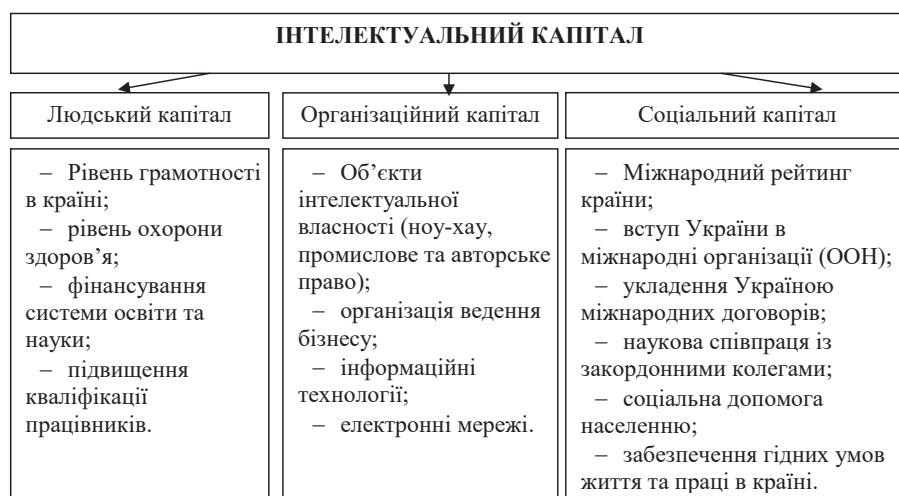 ІНТЕЛЕКТУАЛЬНИЙ КАПІТАЛ
Людський капітал
Організаційний капітал
Соціальний капітал
– Рівень грамотності
в країні;
– рівень охорони
здоров’я;
– фінансування
системи освіти та
науки;
– підвищення
кваліфікації
працівників.
– Об’єкти
інтелектуальної
власності (ноу-хау,
промислове та авторське
право);
– організація ведення
бізнесу;
– інформаційні
технології;
– електронні мережі.
– Міжнародний рейтинг
країни;
– вступ України в
міжнародні організації (ООН);
– укладення Україною
міжнародних договорів;
– наукова співпраця із
закордонними колегами;
– соціальна допомога
населенню;
– забезпечення гідних умов
життя та праці в країні.